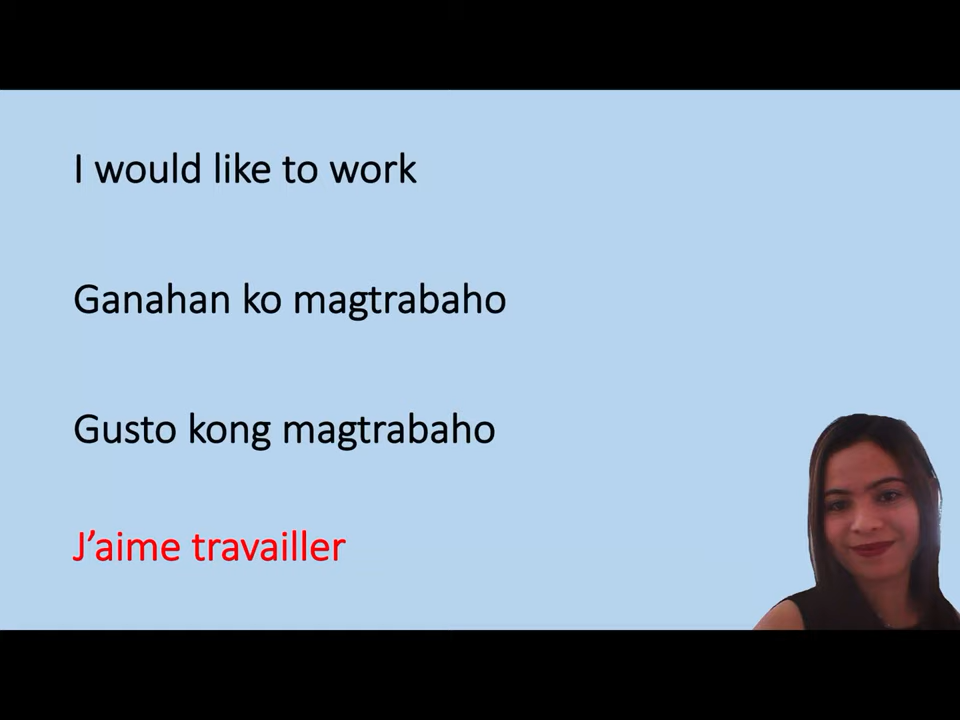 I would like to work
Ganahan ko magtrabaho
Gusto kong magtrabaho
J’aime travailler